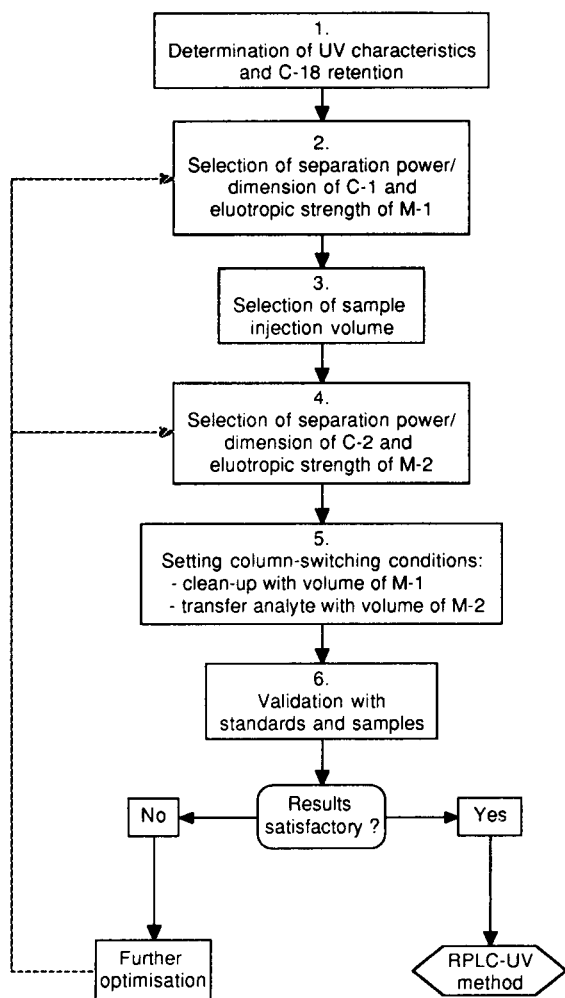 1.
Determination of UV characteristics
and C-18 retention
2.
Selection of separation power/
dimension of C-1 and
eluotropic strength of M-1
3.
Selection of sample
injection volume
4.
Selection of separation power/
dimension of C-2 and
eluotropic strength of M-2
5.
Setting column-switching conditions:
- clean-up with volume of M-1
- transfer analyte with volume of M-2
6.
Validation with
standards and samples
Results
satisfactory ?
No
Yes
Further
optimisation
RPLC-UV
method